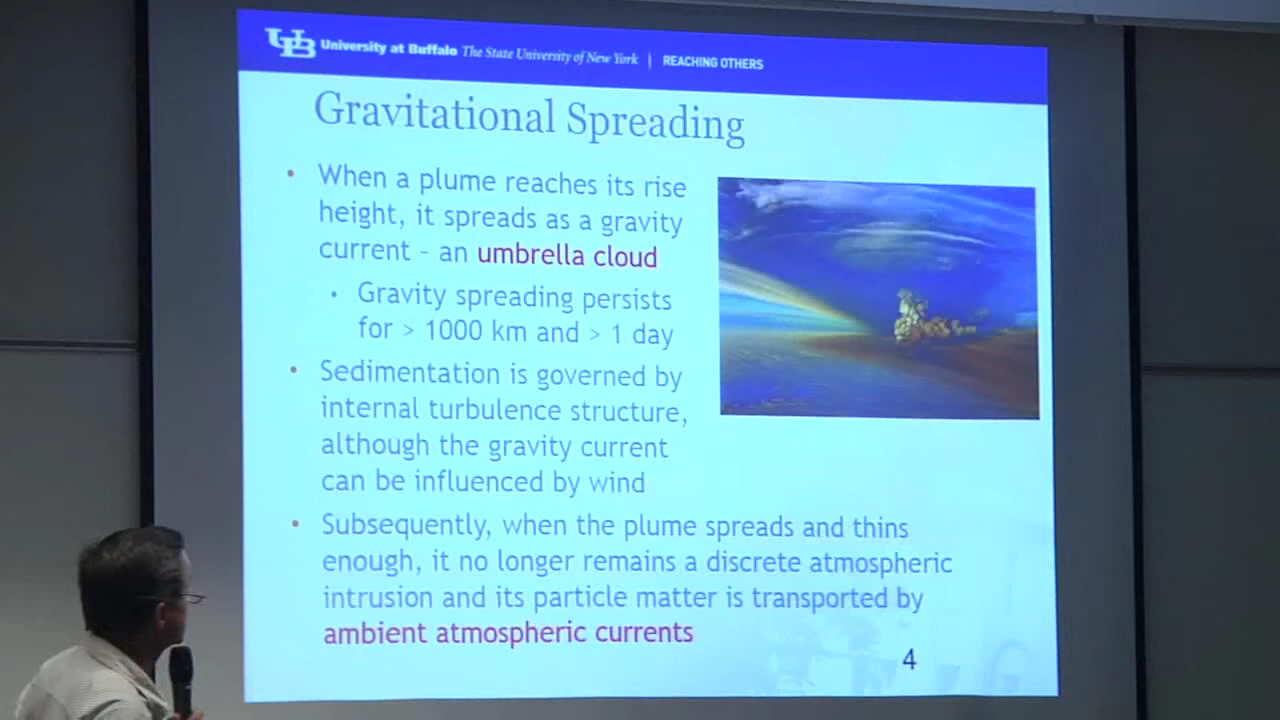 UB University at Buffalo The State University of New York | REACHING OTHERS
Gravitational Spreading
• When a plume reaches its rise
height, it spreads as a gravity
current – an umbrella cloud
• Gravity spreading persists
for > 1000 km and > 1 day
• Sedimentation is governed by
internal turbulence structure,
although the gravity current
can be influenced by wind
• Subsequently, when the plume spreads and thins
enough, it no longer remains a discrete atmospheric
intrusion and its particle matter is transported by
ambient atmospheric currents
4